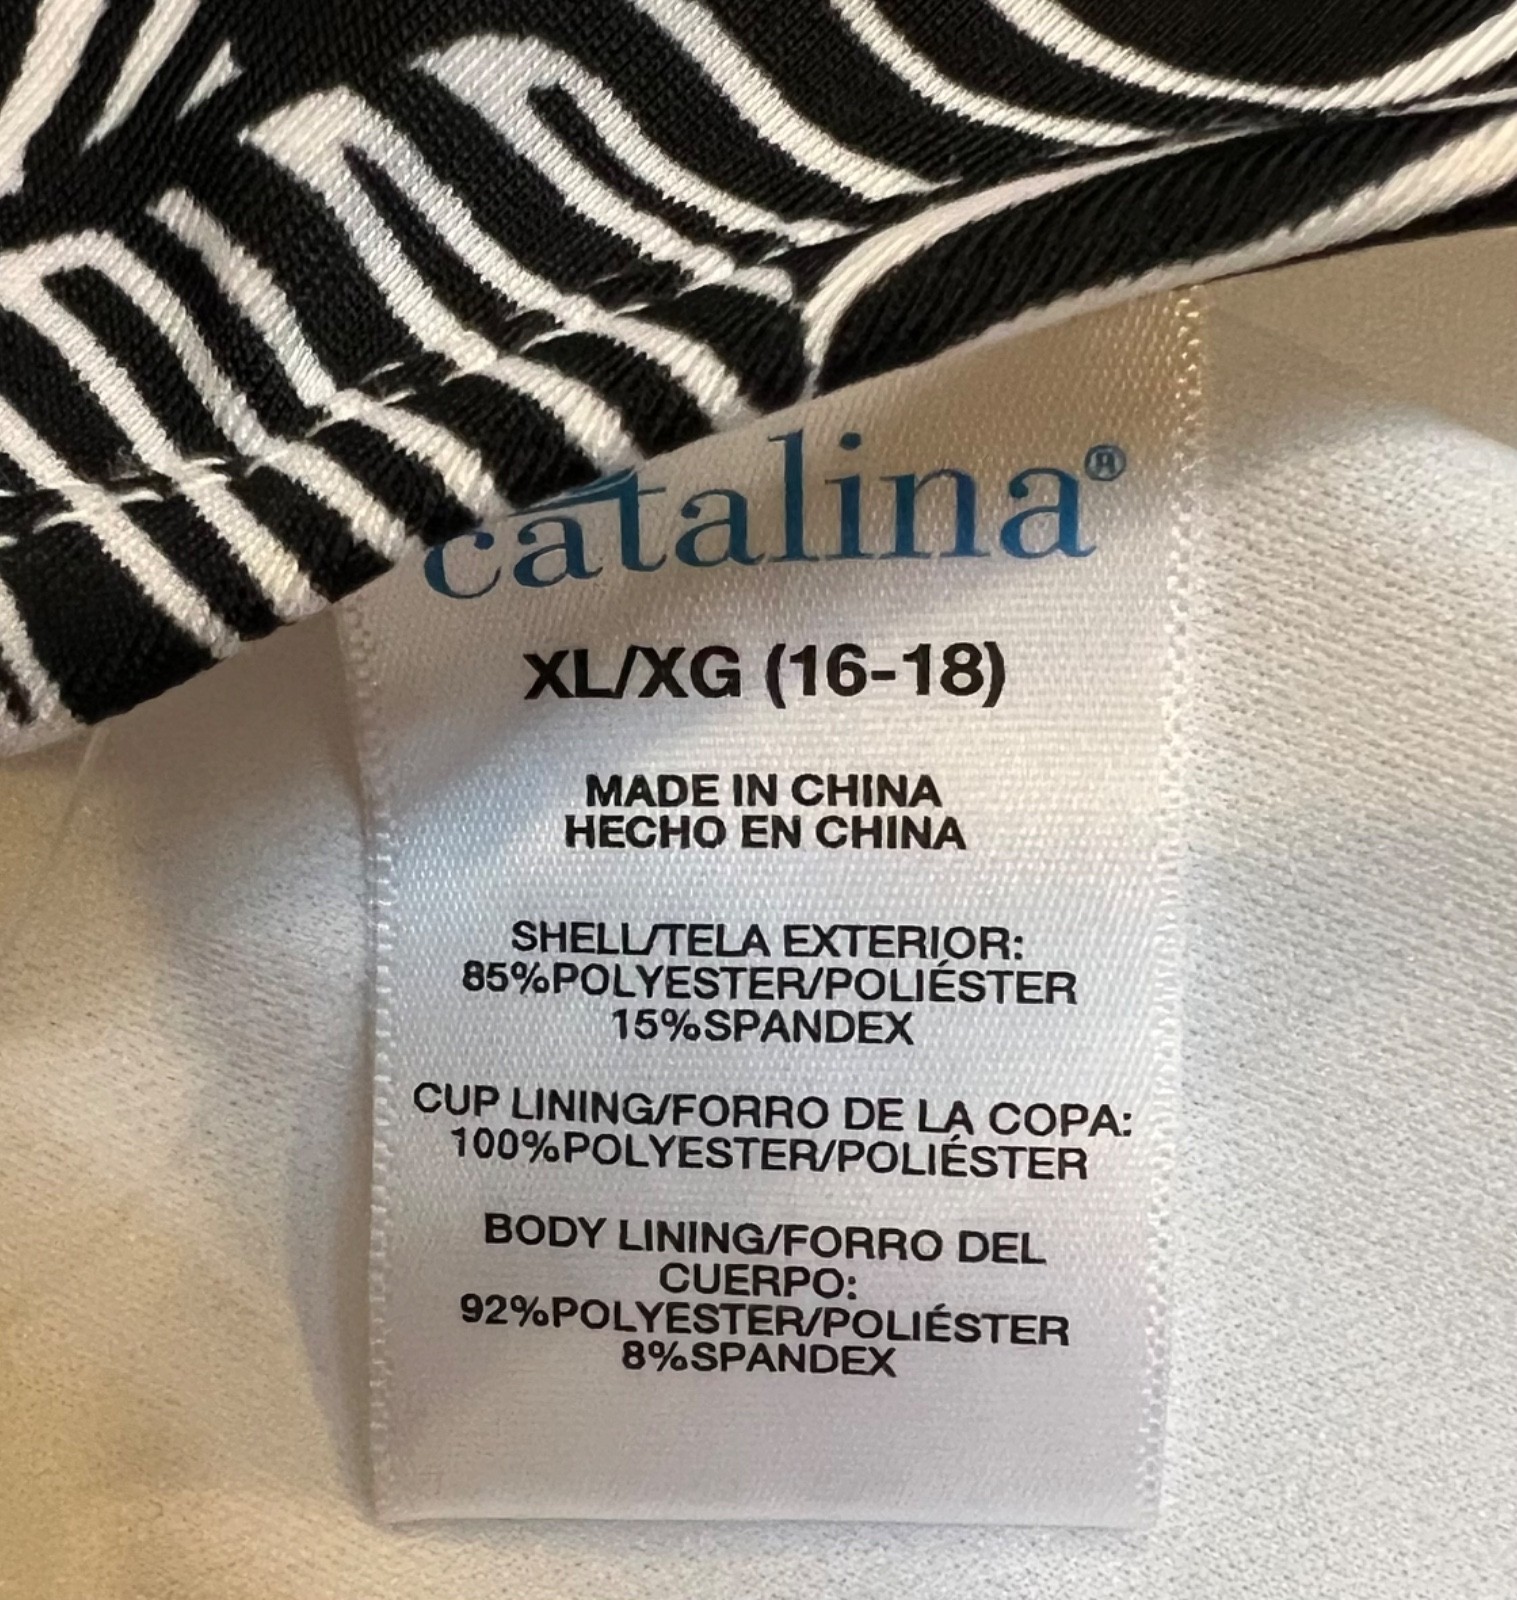 catalina®
XL/XG (16-18)
MADE IN CHINA
HECHO EN CHINA
SHELL/TELA EXTERIOR:
85%POLYESTER/POLIÉSTER
15%SPANDEX
CUP LINING/FORRO DE LA COPA:
100%POLYESTER/POLIÉSTER
BODY LINING/FORRO DEL
CUERPO:
92%POLYESTER/POLIÉSTER
8%SPANDEX